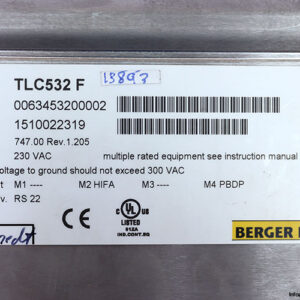 TLC532 F
13893
0063453200002
1510022319
747.00 Rev.1.205
230 VAC multiple rated equipment see instruction manual
oltage to ground should not exceed 300 VAC
t M1 ---- M2 HIFA M3 ---- M4 PBDP
v. RS 22
CE
UL
LISTED
IND.CONT.EQ
BERGER